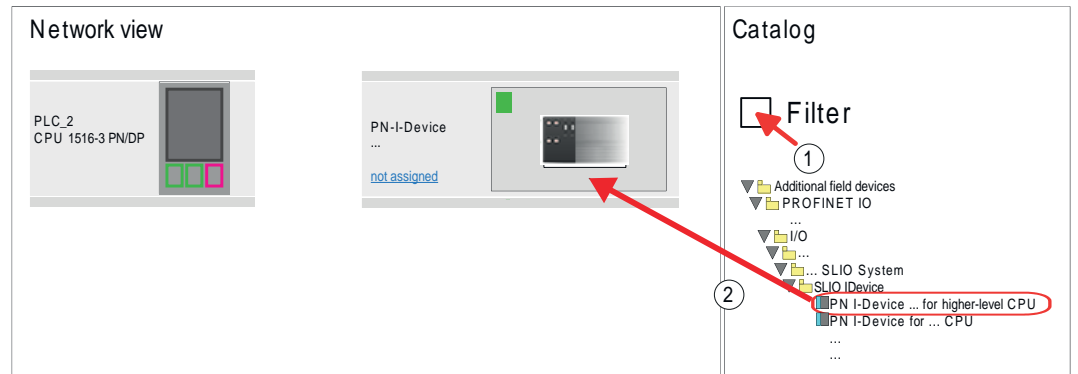 Network view
PLC_2
CPU 1516-3 PN/DP
PN-I-Device
...
not assigned
Catalog
Filter
1
Additional field devices
PROFINET IO
...
I/O
...
... SLIO System
SLIO IDevice
2
PN I-Device ... for higher-level CPU
PN I-Device for ... CPU
...
...